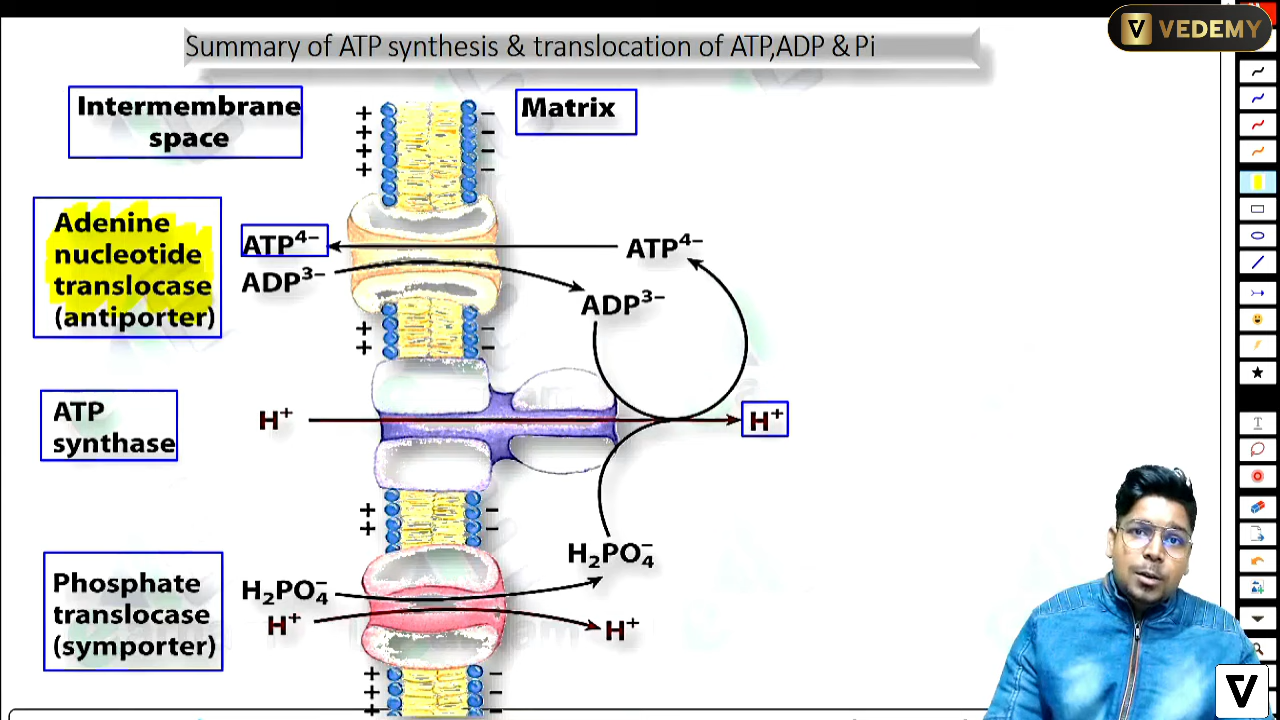 Summary of ATP synthesis & translocation of ATP,ADP & Pi
VEDEMY
Intermembrane
space
Matrix
Adenine
nucleotide
translocase
(antiporter)
ATP⁴⁻
ATP⁴⁻
ADP³⁻
ADP³⁻
ATP
synthase
H⁺
H⁺
H₂PO₄⁻
Phosphate
translocase
(symporter)
H₂PO₄⁻
H⁺
H⁺